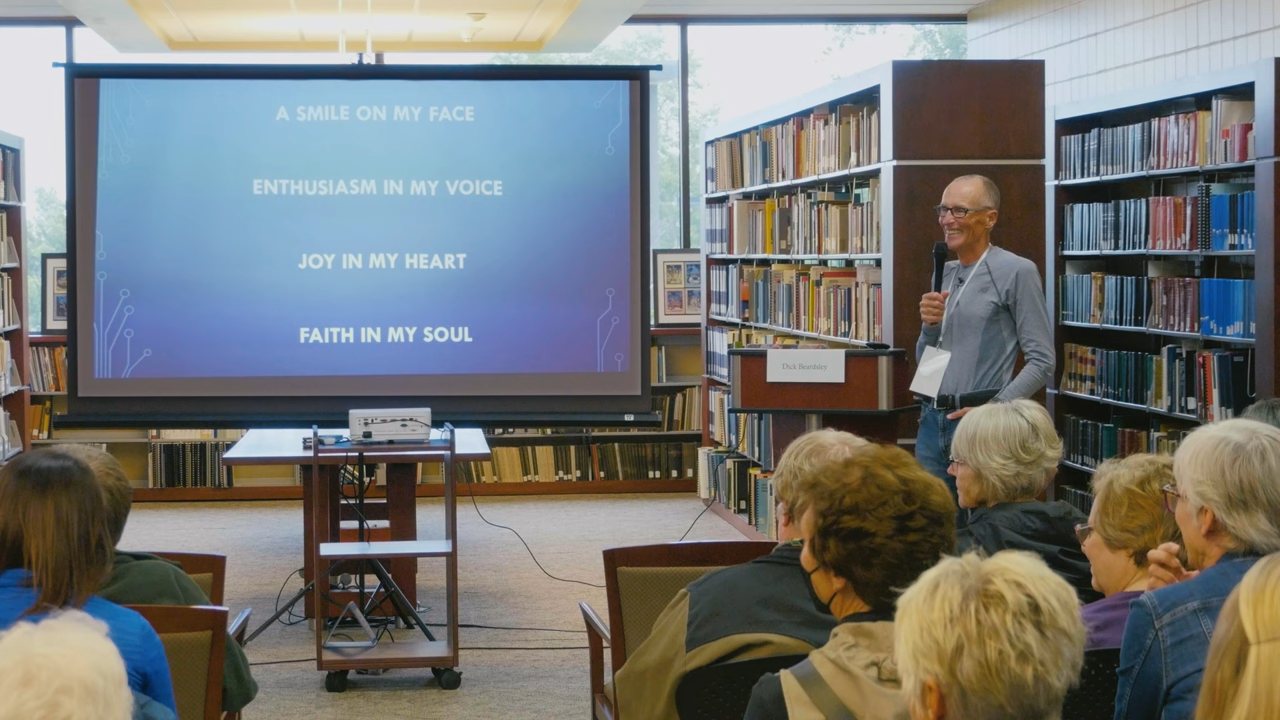 A SMILE ON MY FACE
ENTHUSIASM IN MY VOICE
JOY IN MY HEART
FAITH IN MY SOUL
Dick Beardsley